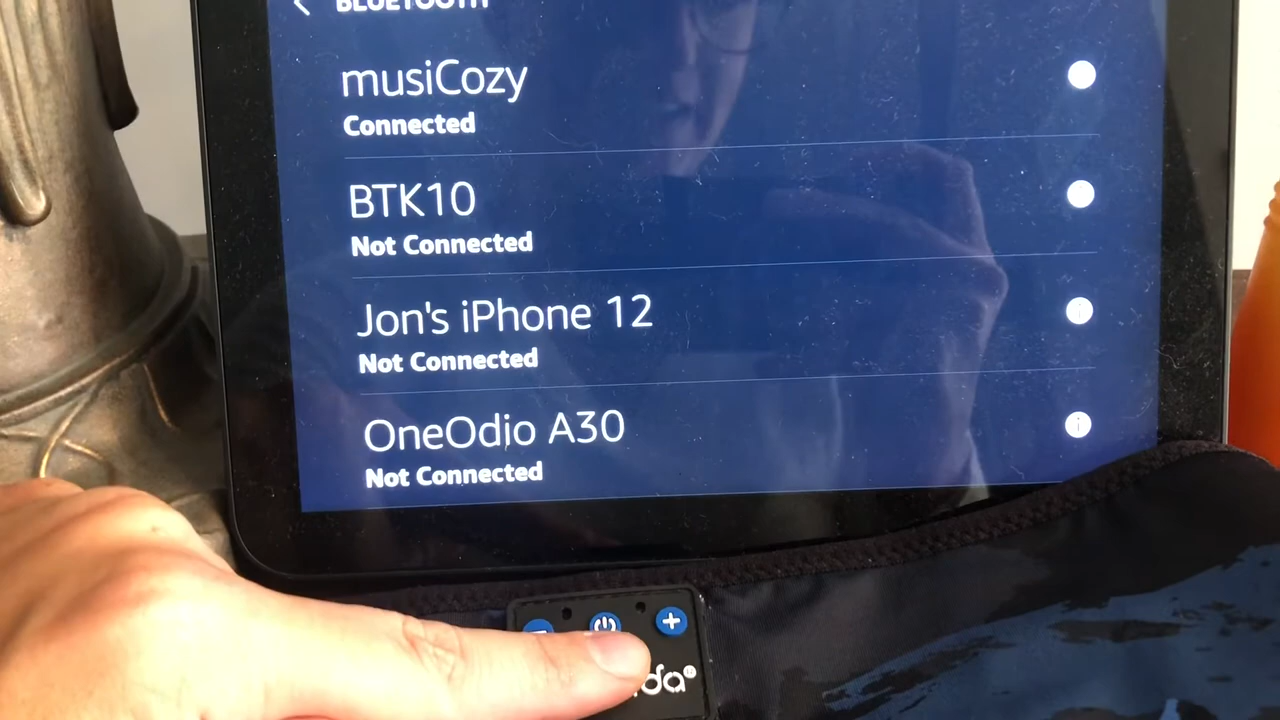 BLUETOOTH
musiCozy
Connected
BTK10
Not Connected
Jon's iPhone 12
Not Connected
OneOdio A30
Not Connected